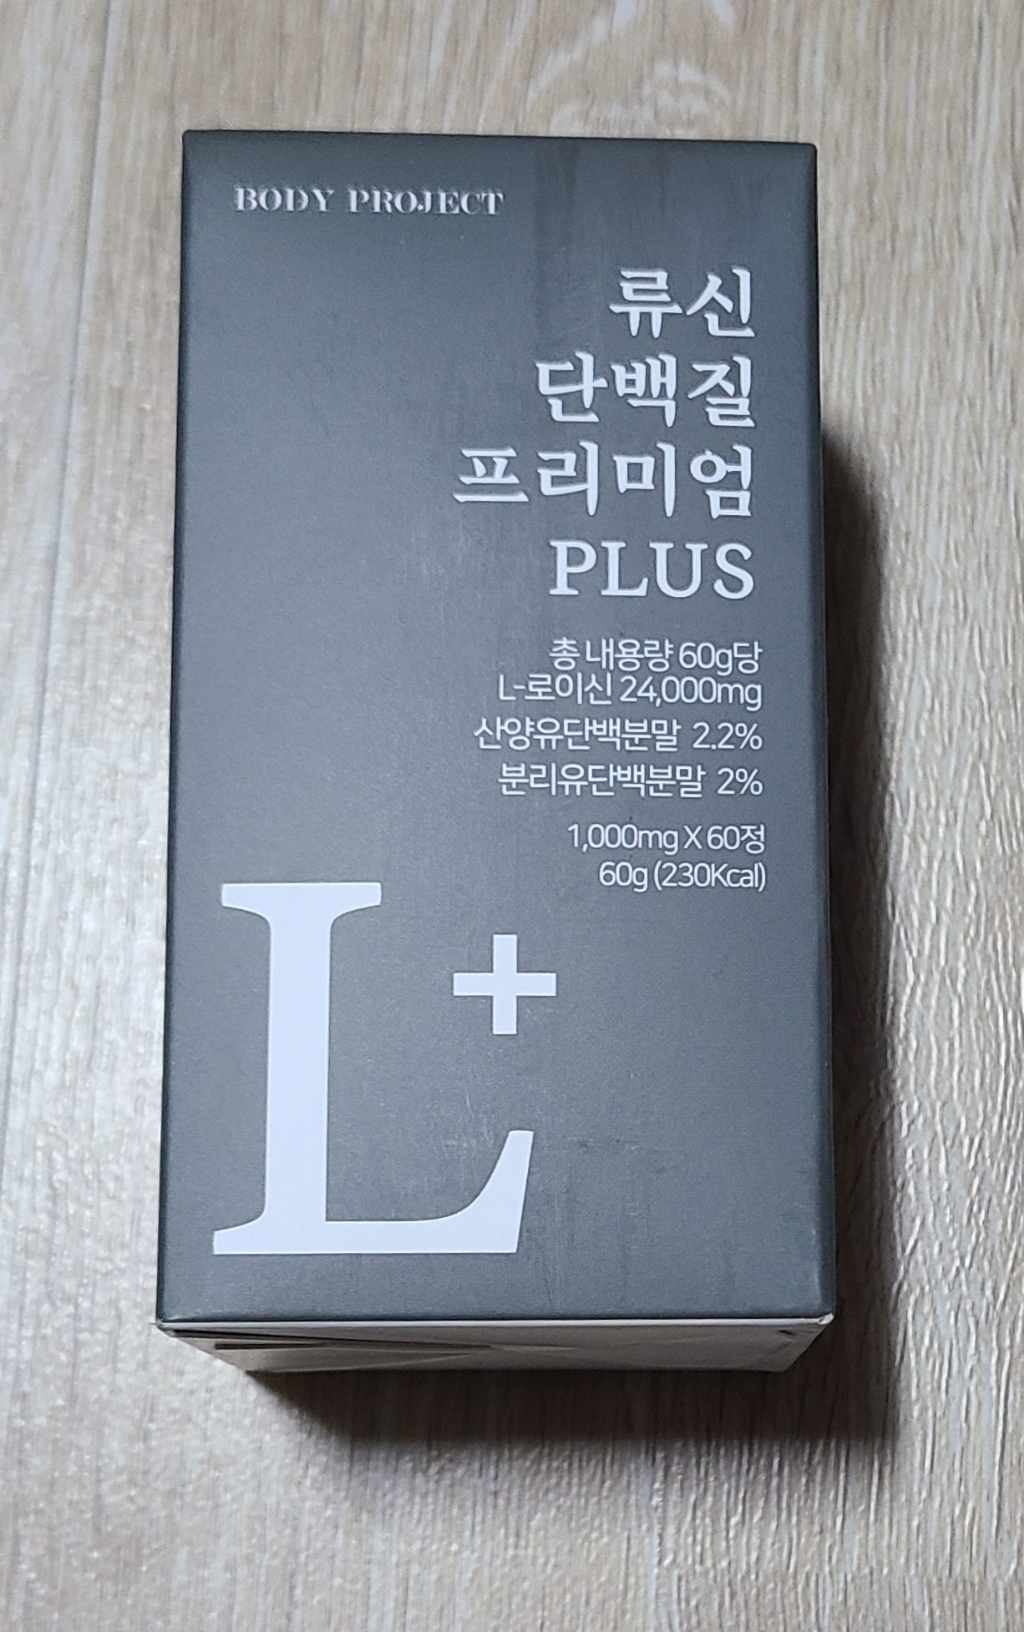 BODY PROJECT
류신
단백질
프리미엄
PLUS
총 내용량 60g당
L-로이신 24,000mg
산양유단백분말 2.2%
분리유단백분말 2%
1,000mg X 60정
60g (230Kcal)
L+